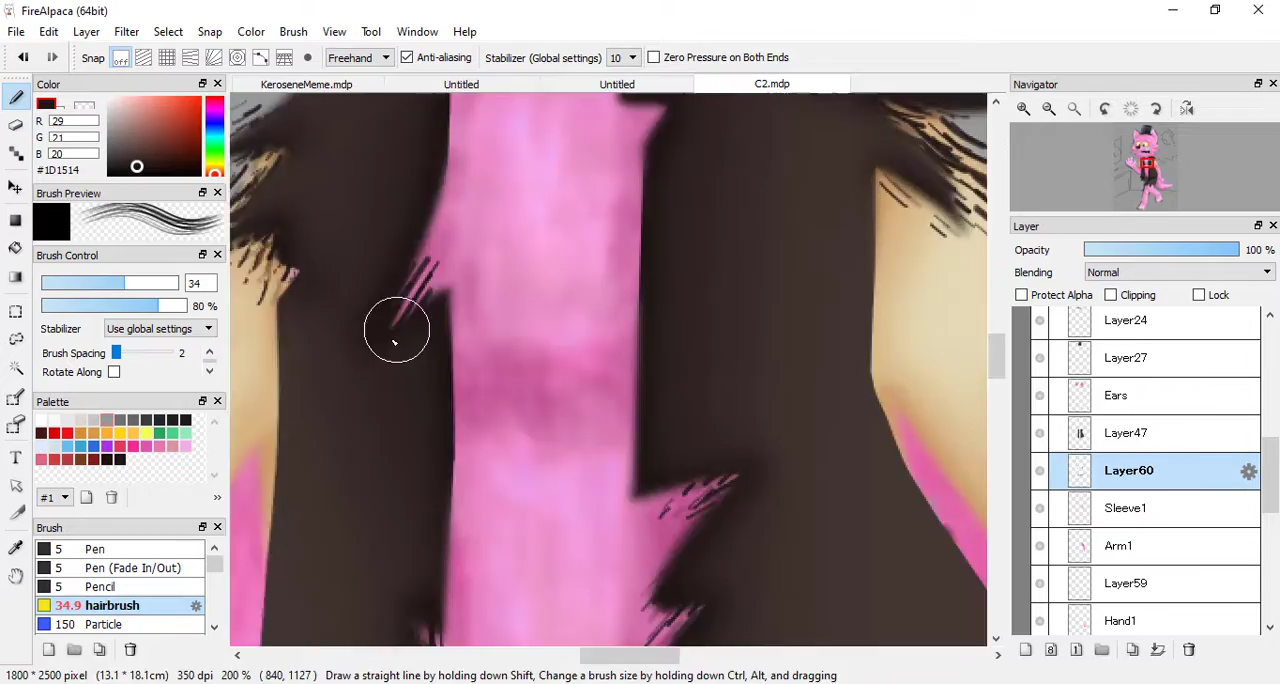 FireAlpaca (64bit)
File Edit Layer Filter Select Snap Color Brush View Tool Window Help
Snap off Freehand Anti-aliasing Stabilizer (Global settings) 10 Zero Pressure on Both Ends
Color
R 29
G 21
B 20
#1D1514
Brush Preview
Brush Control
34
80 %
Stabilizer Use global settings
Brush Spacing 2
Rotate Along
Palette
#1
Brush
5 Pen
5 Pen (Fade In/Out)
5 Pencil
34.9 hairbrush
150 Particle
KeroseneMeme.mdp Untitled Untitled C2.mdp
Navigator
Layer
Opacity 100 %
Blending Normal
Protect Alpha Clipping Lock
Layer24
Layer27
Ears
Layer47
Layer60
Sleeve1
Arm1
Layer59
Hand1
1800 * 2500 pixel (13.1 * 18.1cm) 350 dpi 200 % ( 840, 1127 ) Draw a straight line by holding down Shift, Change a brush size by holding down Ctrl, Alt, and dragging